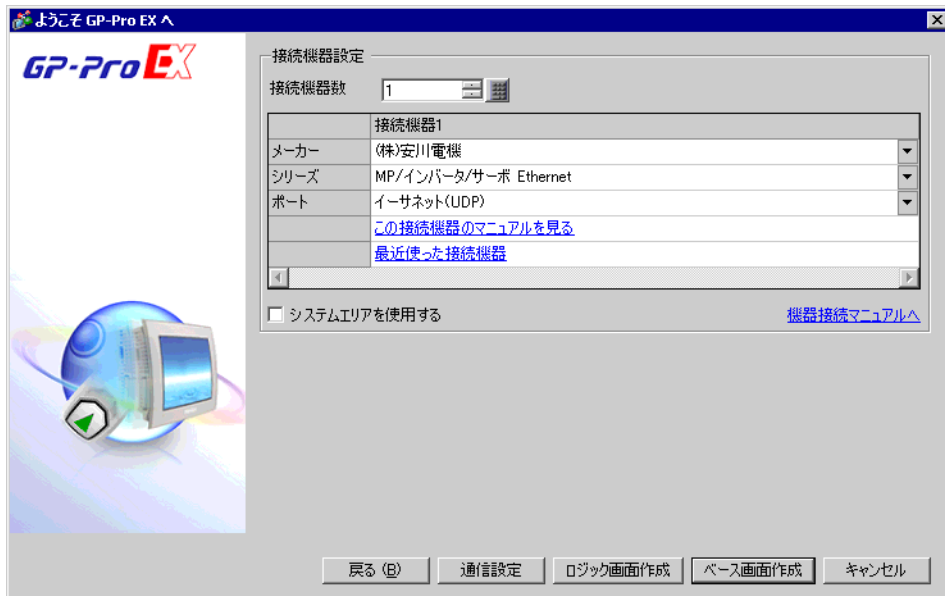 ようこそ GP-Pro EX へ
GP-Pro EX
接続機器設定
接続機器数 1
接続機器1
メーカー (株)安川電機
シリーズ MP/インバータ/サーボ Ethernet
ポート イーサネット(UDP)
この接続機器のマニュアルを見る
最近使った接続機器
システムエリアを使用する 機器接続マニュアルへ
戻る (B) 通信設定 ロジック画面作成 ベース画面作成 キャンセル